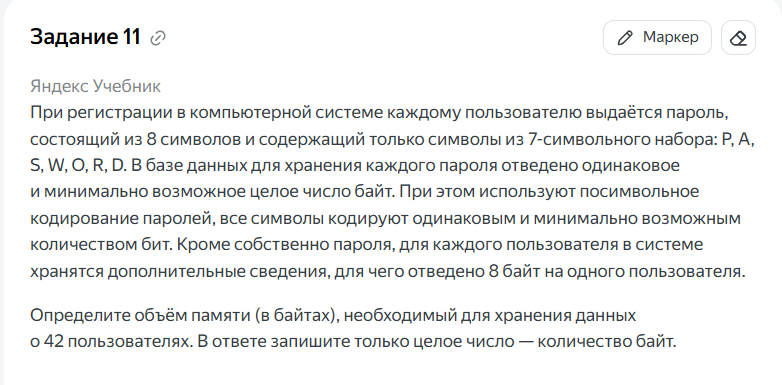 Задание 11
Маркер
Яндекс Учебник
При регистрации в компьютерной системе каждому пользователю выдаётся пароль,
состоящий из 8 символов и содержащий только символы из 7-символьного набора: P, A,
S, W, O, R, D. В базе данных для хранения каждого пароля отведено одинаковое
и минимально возможное целое число байт. При этом используют посимвольное
кодирование паролей, все символы кодируют одинаковым и минимально возможным
количеством бит. Кроме собственно пароля, для каждого пользователя в системе
хранятся дополнительные сведения, для чего отведено 8 байт на одного пользователя.
Определите объём памяти (в байтах), необходимый для хранения данных
о 42 пользователях. В ответе запишите только целое число — количество байт.